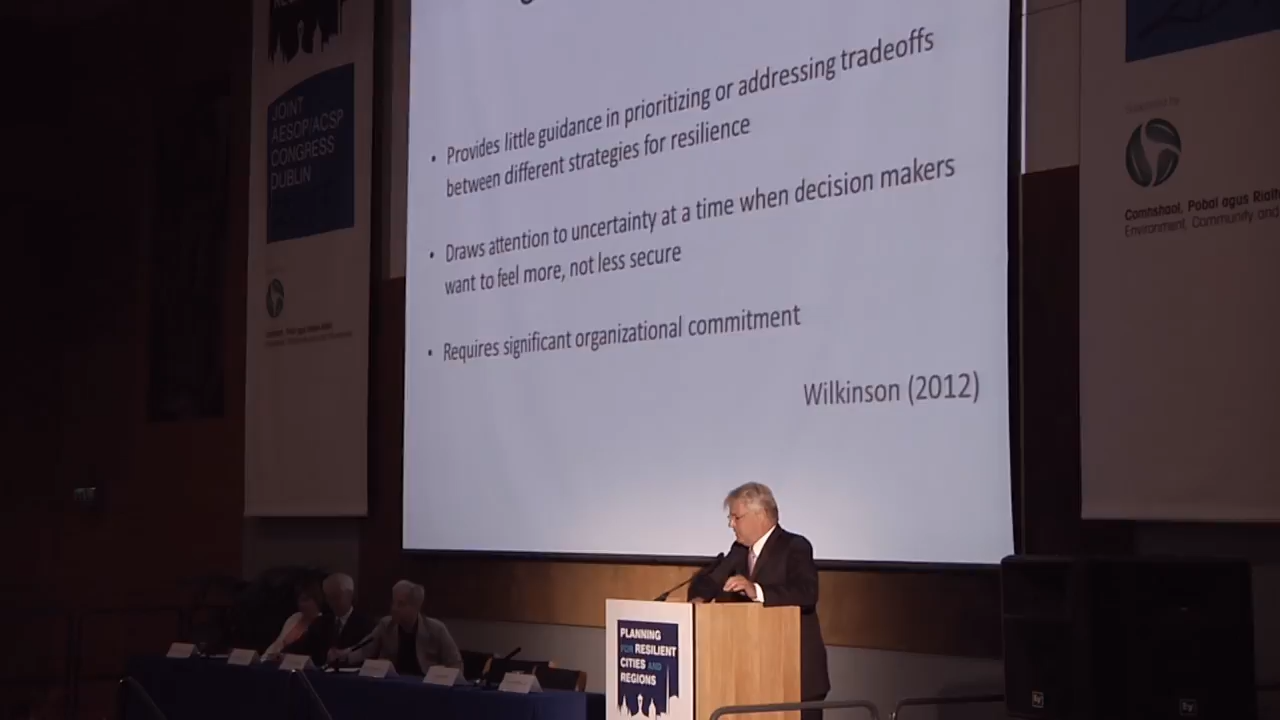 JOINT
AESOP/ACSP
CONGRESS
DUBLIN
• Provides little guidance in prioritizing or addressing tradeoffs
between different strategies for resilience
• Draws attention to uncertainty at a time when decision makers
want to feel more, not less secure
• Requires significant organizational commitment
Wilkinson (2012)
Comhshaol, Pobal agus Rialt
Environment, Community and
PLANNING
FOR RESILIENT
CITIES AND
REGIONS